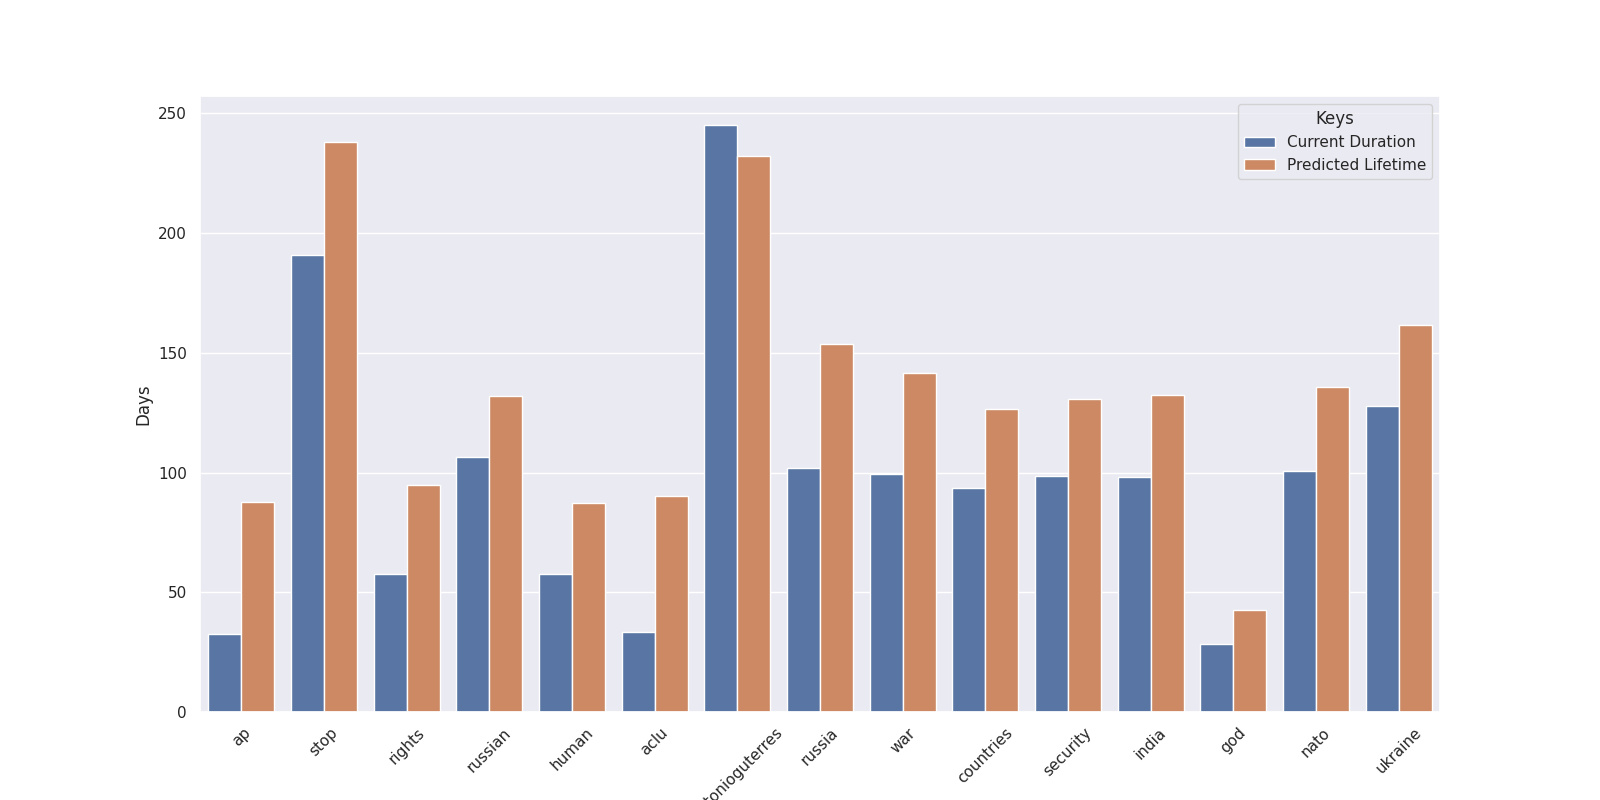 Keys
Current Duration
Predicted Lifetime
Days
250
200
150
100
50
0
ap
stop
rights
russian
human
aclu
tonioguterres
russia
war
countries
security
india
god
nato
ukraine